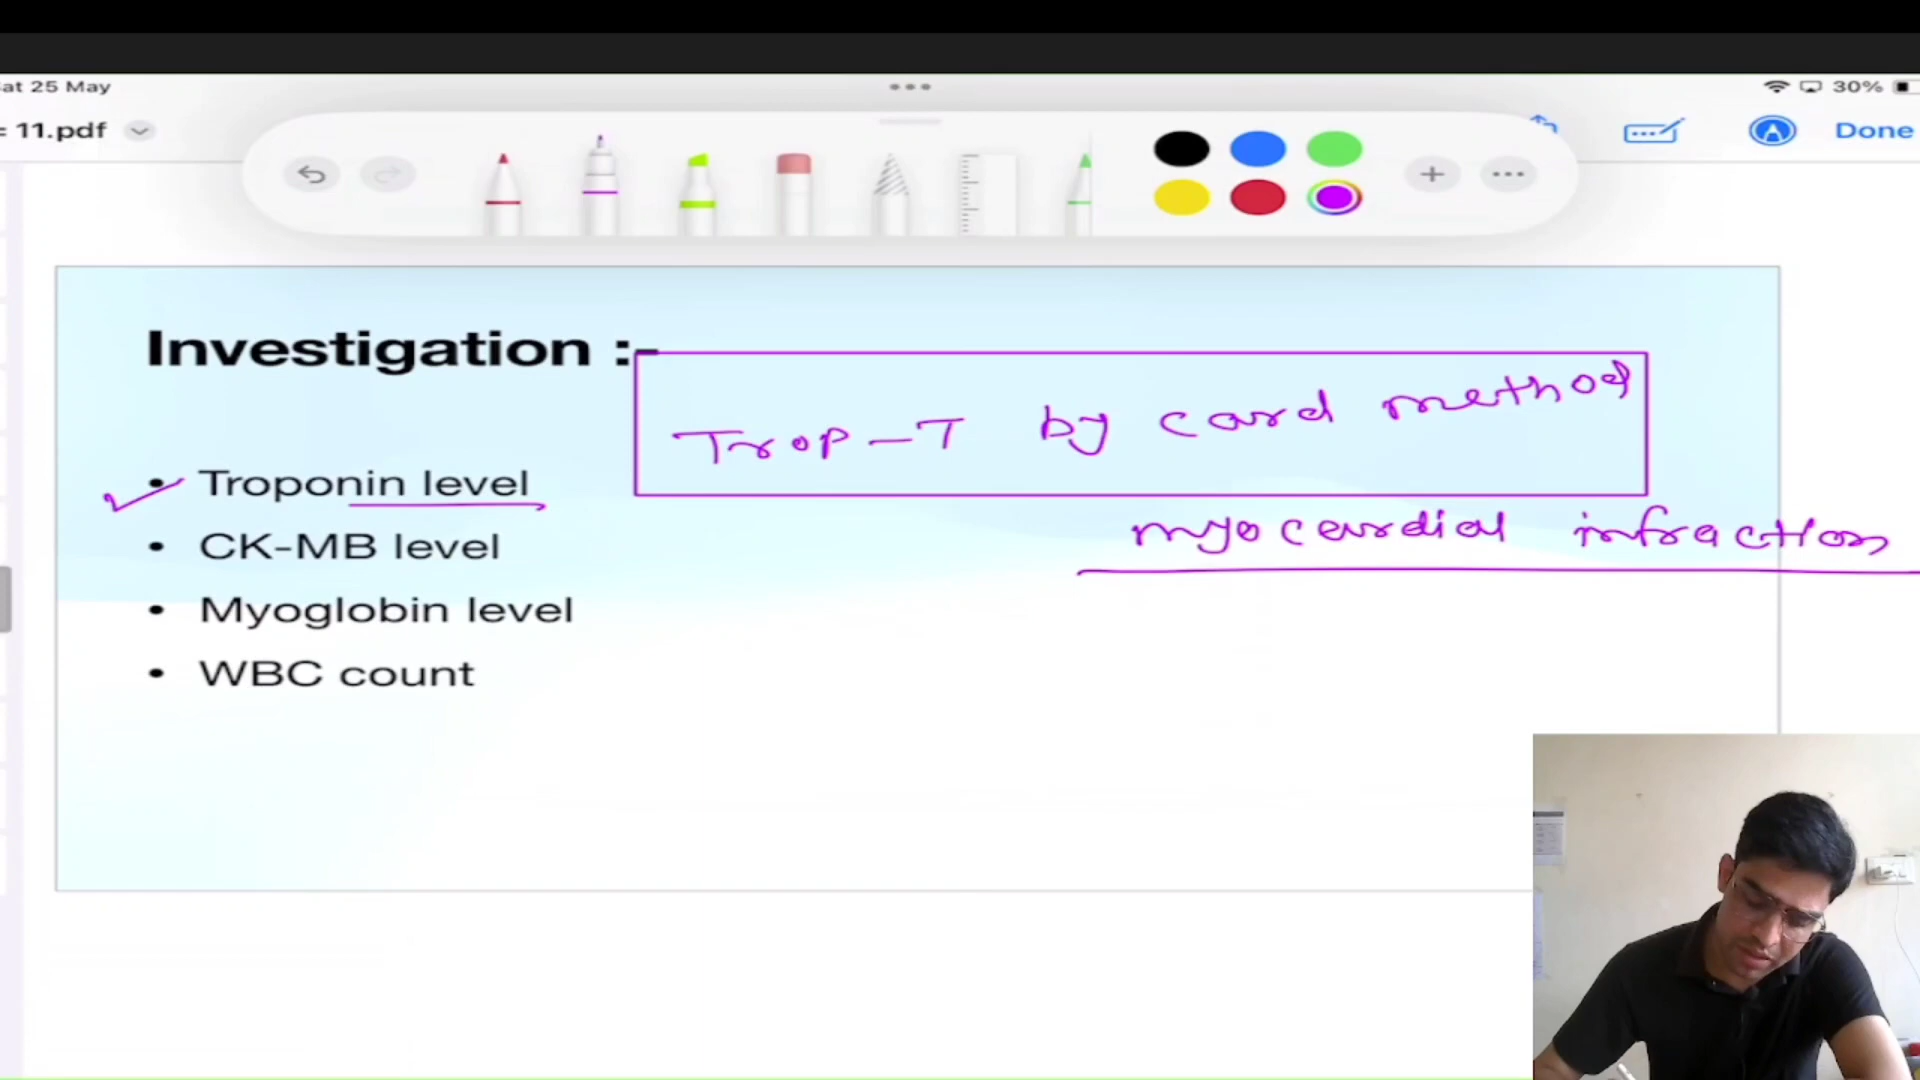 Sat 25 May
30%
= 11.pdf
Done
Investigation :-
Trop-T by card method
• Troponin level
myocardial infraction
• CK-MB level
• Myoglobin level
• WBC count